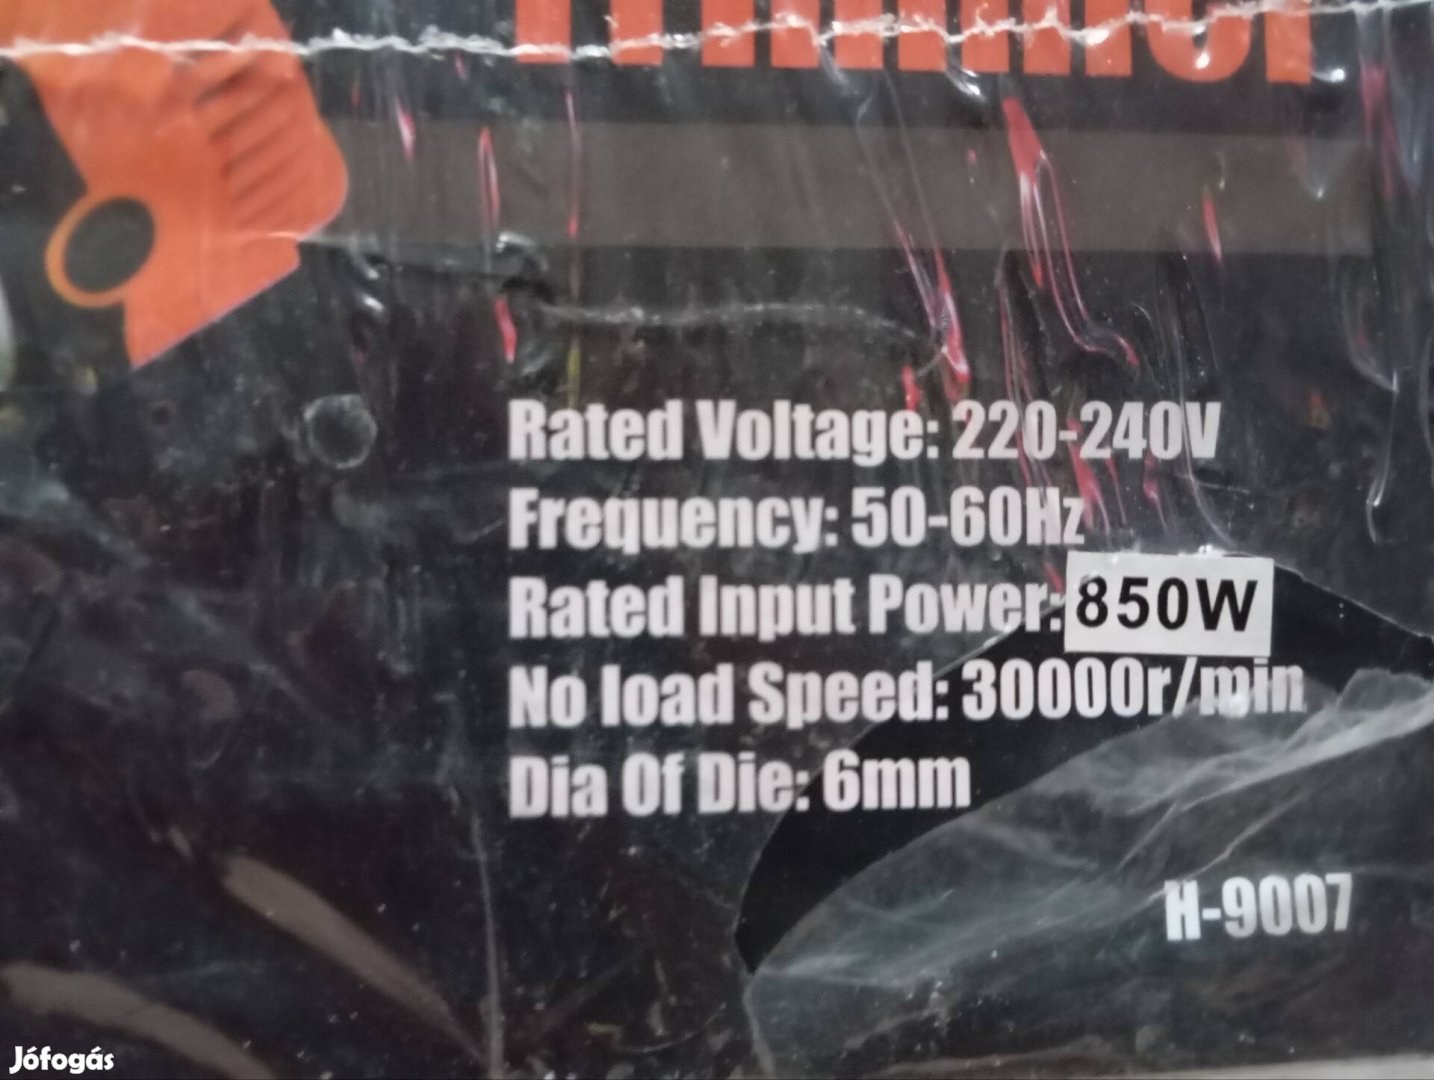 Trimmer
Rated Voltage: 220-240V
Frequency: 50-60Hz
Rated Input Power: 850W
No load Speed: 30000r/min
Dia Of Die: 6mm
H-9007
Jófogás